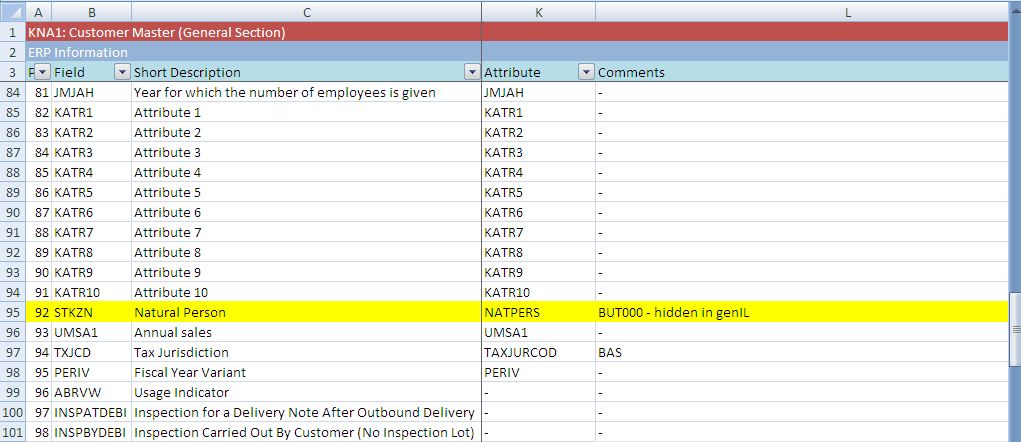 A B C K L
1 KNA1: Customer Master (General Section)
2 ERP Information
3 P Field Short Description Attribute Comments
84 81 JMJAH Year for which the number of employees is given JMJAH -
85 82 KATR1 Attribute 1 KATR1 -
86 83 KATR2 Attribute 2 KATR2 -
87 84 KATR3 Attribute 3 KATR3 -
88 85 KATR4 Attribute 4 KATR4 -
89 86 KATR5 Attribute 5 KATR5 -
90 87 KATR6 Attribute 6 KATR6 -
91 88 KATR7 Attribute 7 KATR7 -
92 89 KATR8 Attribute 8 KATR8 -
93 90 KATR9 Attribute 9 KATR9 -
94 91 KATR10 Attribute 10 KATR10 -
95 92 STKZN Natural Person NATPERS BUT000 - hidden in genIL
96 93 UMSA1 Annual sales UMSA1 -
97 94 TXJCD Tax Jurisdiction TAXJURCOD BAS
98 95 PERIV Fiscal Year Variant PERIV -
99 96 ABRVW Usage Indicator - -
100 97 INSPATDEBI Inspection for a Delivery Note After Outbound Delivery - -
101 98 INSPBYDEBI Inspection Carried Out By Customer (No Inspection Lot) - -